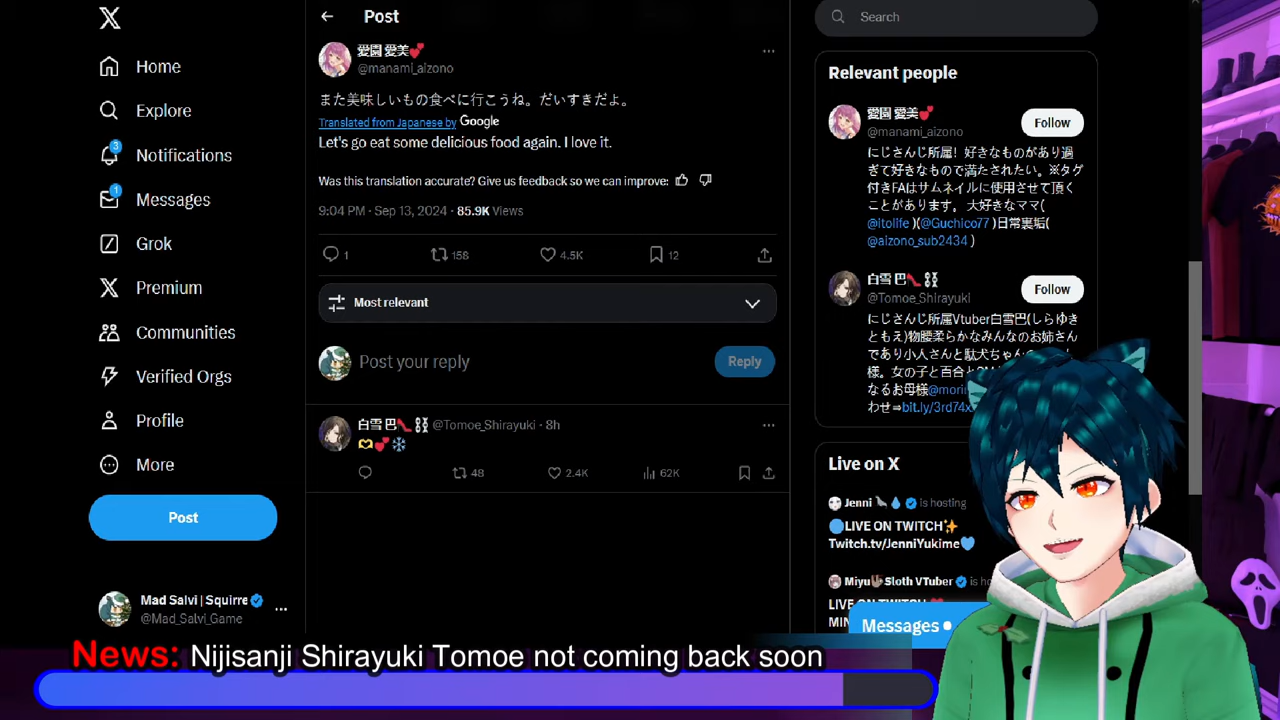 Home
Explore
3
Notifications
1
Messages
Grok
Premium
Communities
Verified Orgs
Profile
More
Post
Mad Salvi | Squirre
@Mad_Salvi_Game
Post
愛園 愛美💕
@manami_aizono
また美味しいもの食べに行こうね。だいすきだよ。
Translated from Japanese by Google
Let's go eat some delicious food again. I love it.
Was this translation accurate? Give us feedback so we can improve:
9:04 PM · Sep 13, 2024 · 85.9K Views
1 158 4.5K 12
Most relevant
Post your reply
Reply
白雪 巴👠⛓ @Tomoe_Shirayuki · 8h
🫶💕❄
48 2.4K 62K
Search
Relevant people
愛園 愛美💕
@manami_aizono
Follow
にじさんじ所属！好きなものがあり過
ぎて好きなもので満たされたい。※タグ
付きFAはサムネイルに使用させて頂く
ことがあります。大好きなママ(
@itolife )(@Guchico77 )日常裏垢(
@aizono_sub2434 )
白雪 巴👠⛓
@Tomoe_Shirayuki
Follow
にじさんじ所属Vtuber白雪巴(しらゆき
ともえ)物腰柔らかなみんなのお姉さん
であり小人さんと駄犬ちゃんの
様。女の子と百合と
なるお母様
わせ⇒bit.ly/3rd74x
Live on X
Jenni is hosting
🔵LIVE ON TWITCH✨
Twitch.tv/JenniYukime🩵
Miyu🦥Sloth VTuber is ho
LIVE ON TWITCH
MIN
Messages
News: Nijisanji Shirayuki Tomoe not coming back soon